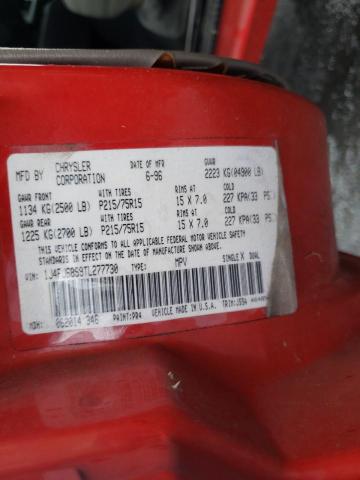 MFD BY CHRYSLER CORPORATION DATE OF MFR 6-96 GVWR 2223 KG(04900 LB)
GAWR FRONT WITH TIRES RIMS AT COLD
1134 KG(2500 LB) P215/75R15 15 X 7.0 227 KPA(33 PSI)
GAWR REAR WITH TIRES RIMS AT COLD
1225 KG(2700 LB) P215/75R15 15 X 7.0 227 KPA(33 PSI)
THIS VEHICLE CONFORMS TO ALL APPLICABLE FEDERAL MOTOR VEHICLE SAFETY
STANDARDS IN EFFECT ON THE DATE OF MANUFACTURE SHOWN ABOVE
VIN: TYPE: MPV SINGLE X DUAL
MDH: 062014 346 PAINT:PR4 VEHICLE MADE IN U.S.A. TRIM:J5SA